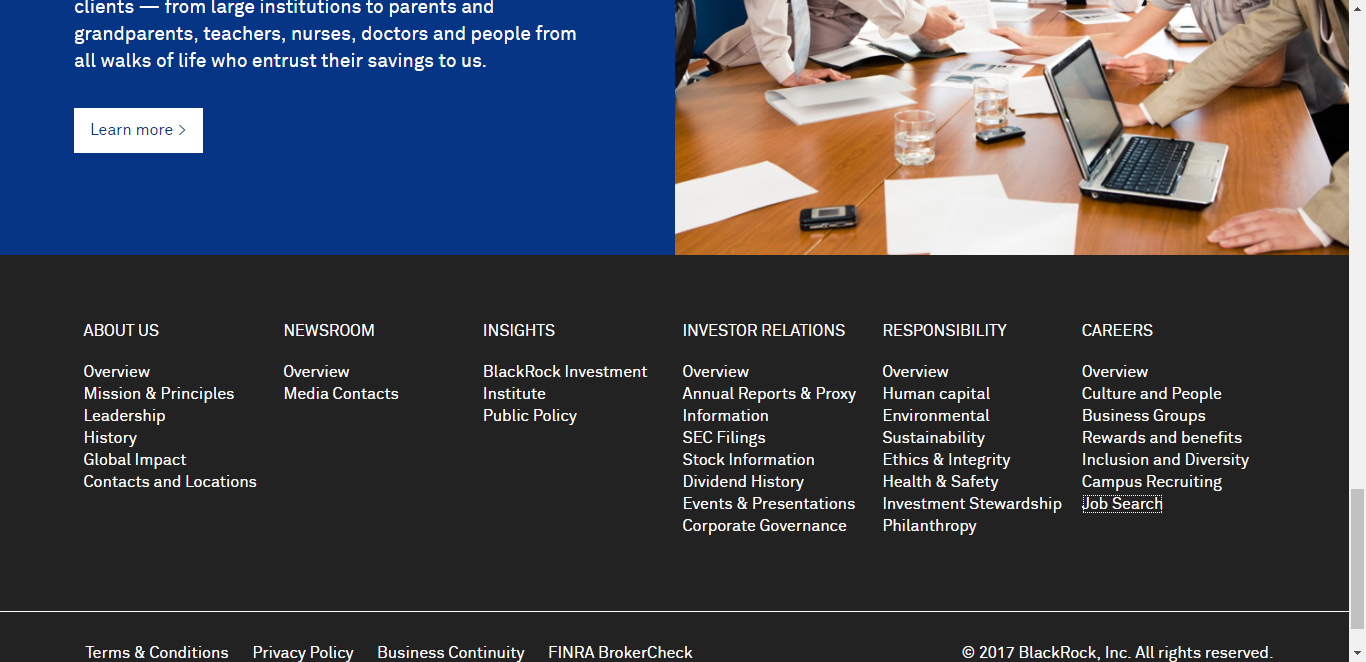 clients — from large institutions to parents and
grandparents, teachers, nurses, doctors and people from
all walks of life who entrust their savings to us.
Learn more >
ABOUT US
Overview
Mission & Principles
Leadership
History
Global Impact
Contacts and Locations
NEWSROOM
Overview
Media Contacts
INSIGHTS
BlackRock Investment
Institute
Public Policy
INVESTOR RELATIONS
Overview
Annual Reports & Proxy
Information
SEC Filings
Stock Information
Dividend History
Events & Presentations
Corporate Governance
RESPONSIBILITY
Overview
Human capital
Environmental
Sustainability
Ethics & Integrity
Health & Safety
Investment Stewardship
Philanthropy
CAREERS
Overview
Culture and People
Business Groups
Rewards and benefits
Inclusion and Diversity
Campus Recruiting
Job Search
Terms & Conditions
Privacy Policy
Business Continuity
FINRA BrokerCheck
© 2017 BlackRock, Inc. All rights reserved.